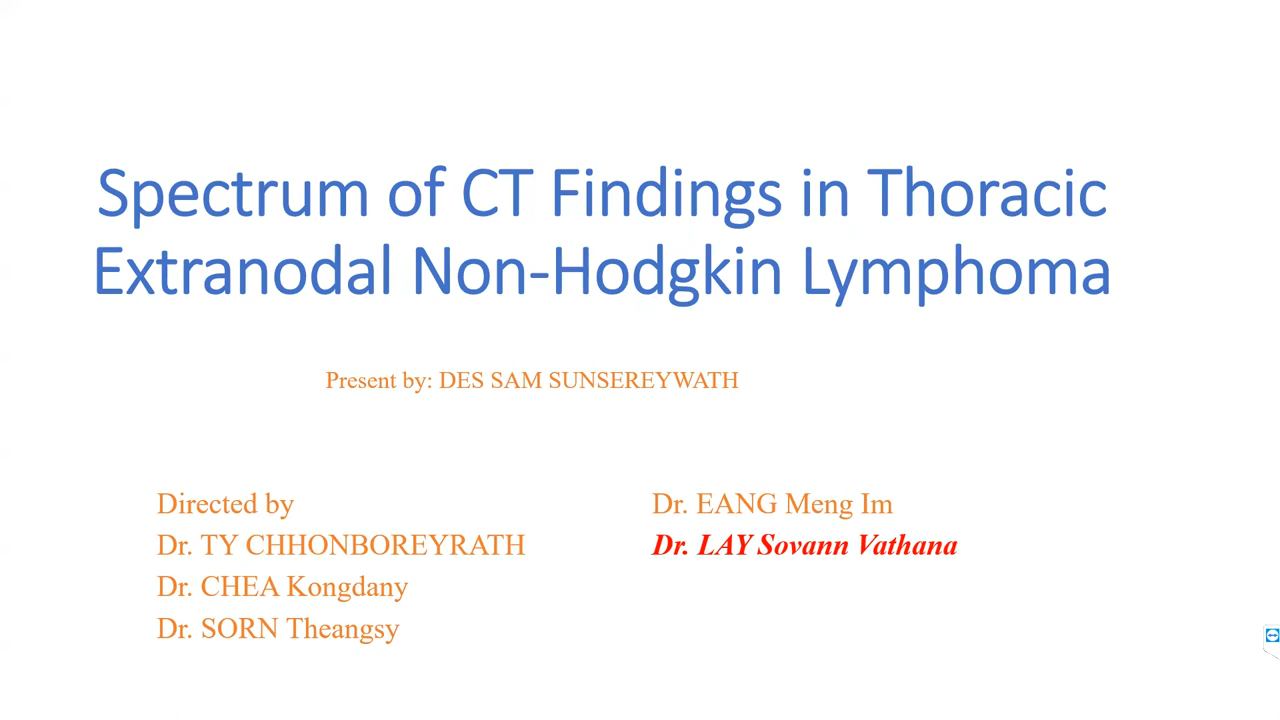 Spectrum of CT Findings in Thoracic
Extranodal Non-Hodgkin Lymphoma
Present by: DES SAM SUNSEREYWATH
Directed by
Dr. TY CHHONBOREYRATH
Dr. CHEA Kongdany
Dr. SORN Theangsy
Dr. EANG Meng Im
Dr. LAY Sovann Vathana